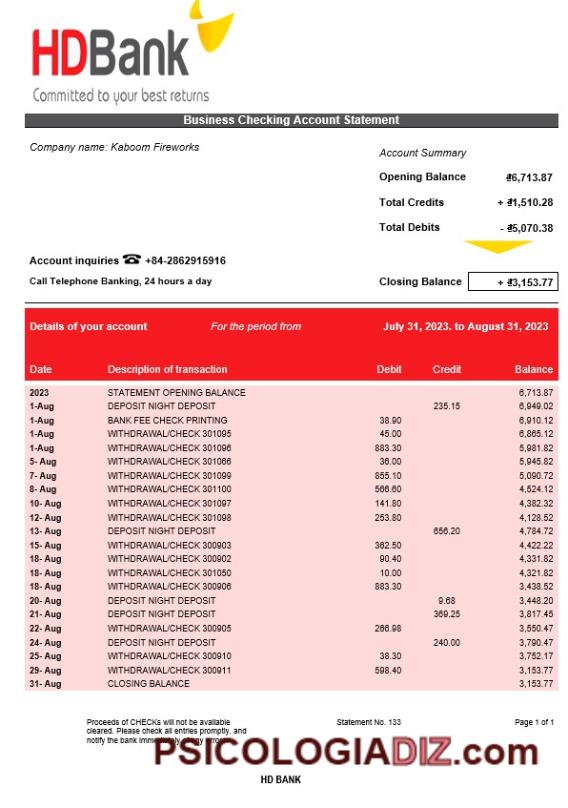 HDBank
Committed to your best returns
Business Checking Account Statement
Company name: Kaboom Fireworks
Account Summary
Opening Balance ₫6,713.87
Total Credits + ₫1,510.28
Total Debits - ₫5,070.38
Account inquiries ☎ +84-2862915916
Call Telephone Banking, 24 hours a day
Closing Balance + ₫3,153.77
Details of your account For the period from July 31, 2023. to August 31, 2023
Date Description of transaction Debit Credit Balance
2023 STATEMENT OPENING BALANCE 6,713.87
1-Aug DEPOSIT NIGHT DEPOSIT 235.15 6,949.02
1-Aug BANK FEE CHECK PRINTING 38.90 6,910.12
1-Aug WITHDRAWAL/CHECK 301095 45.00 6,865.12
1-Aug WITHDRAWAL/CHECK 301096 883.30 5,981.82
5- Aug WITHDRAWAL/CHECK 301066 36.00 5,945.82
7- Aug WITHDRAWAL/CHECK 301099 855.10 5,090.72
8- Aug WITHDRAWAL/CHECK 301100 566.60 4,524.12
10- Aug WITHDRAWAL/CHECK 301097 141.80 4,382.32
12- Aug WITHDRAWAL/CHECK 301098 253.80 4,128.52
13- Aug DEPOSIT NIGHT DEPOSIT 656.20 4,784.72
15- Aug WITHDRAWAL/CHECK 300903 362.50 4,422.22
18- Aug WITHDRAWAL/CHECK 300902 90.40 4,331.82
18- Aug WITHDRAWAL/CHECK 301050 10.00 4,321.82
18- Aug WITHDRAWAL/CHECK 300906 883.30 3,438.52
20- Aug DEPOSIT NIGHT DEPOSIT 9.68 3,448.20
21- Aug DEPOSIT NIGHT DEPOSIT 369.25 3,817.45
22- Aug WITHDRAWAL/CHECK 300905 266.98 3,550.47
24- Aug DEPOSIT NIGHT DEPOSIT 240.00 3,790.47
25- Aug WITHDRAWAL/CHECK 300910 38.30 3,752.17
29- Aug WITHDRAWAL/CHECK 300911 598.40 3,153.77
31- Aug CLOSING BALANCE 3,153.77
Proceeds of CHECKs will not be available Statement No. 133 Page 1 of 1
cleared. Please check all entries promptly, and
notify the bank
PSICOLOGIADIZ.com
HD BANK